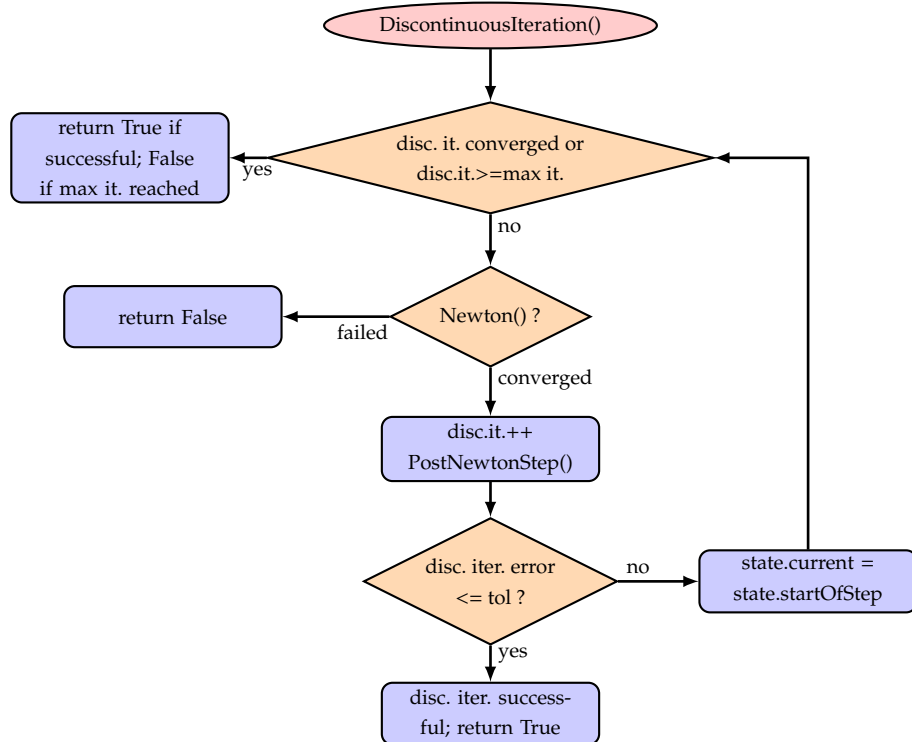 DiscontinuousIteration()
return True if
successful; False
if max it. reached
yes
disc. it. converged or
disc.it.>=max it.
no
return False
failed
Newton() ?
converged
disc.it.++
PostNewtonStep()
disc. iter. error
<= tol ?
no
state.current =
state.startOfStep
yes
disc. iter. success-
ful; return True